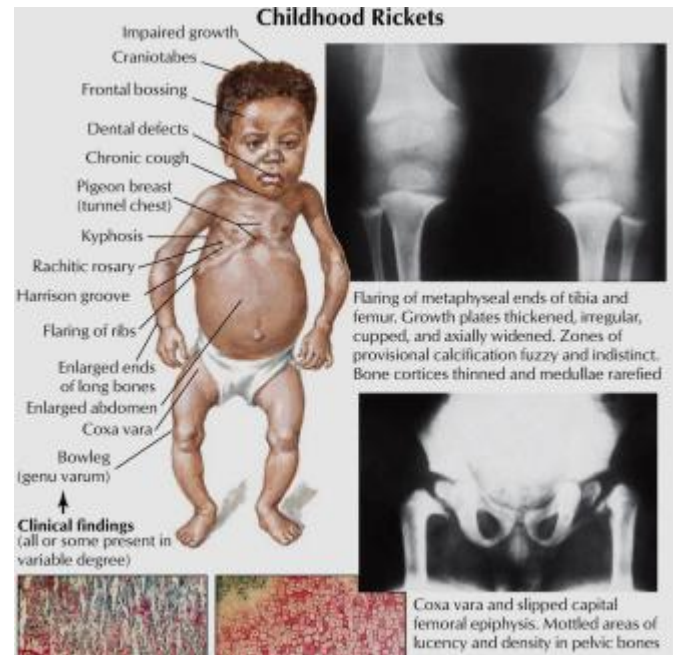 Childhood Rickets
Impaired growth
Craniotabes
Frontal bossing
Dental defects
Chronic cough
Pigeon breast
(tunnel chest)
Kyphosis
Rachitic rosary
Harrison groove
Flaring of ribs
Enlarged ends
of long bones
Enlarged abdomen
Coxa vara
Bowleg
(genu varum)
Clinical findings
(all or some present in
variable degree)
Flaring of metaphyseal ends of tibia and
femur. Growth plates thickened, irregular,
cupped, and axially widened. Zones of
provisional calcification fuzzy and indistinct.
Bone cortices thinned and medullae rarefied
Coxa vara and slipped capital
femoral epiphysis. Mottled areas of
lucency and density in pelvic bones